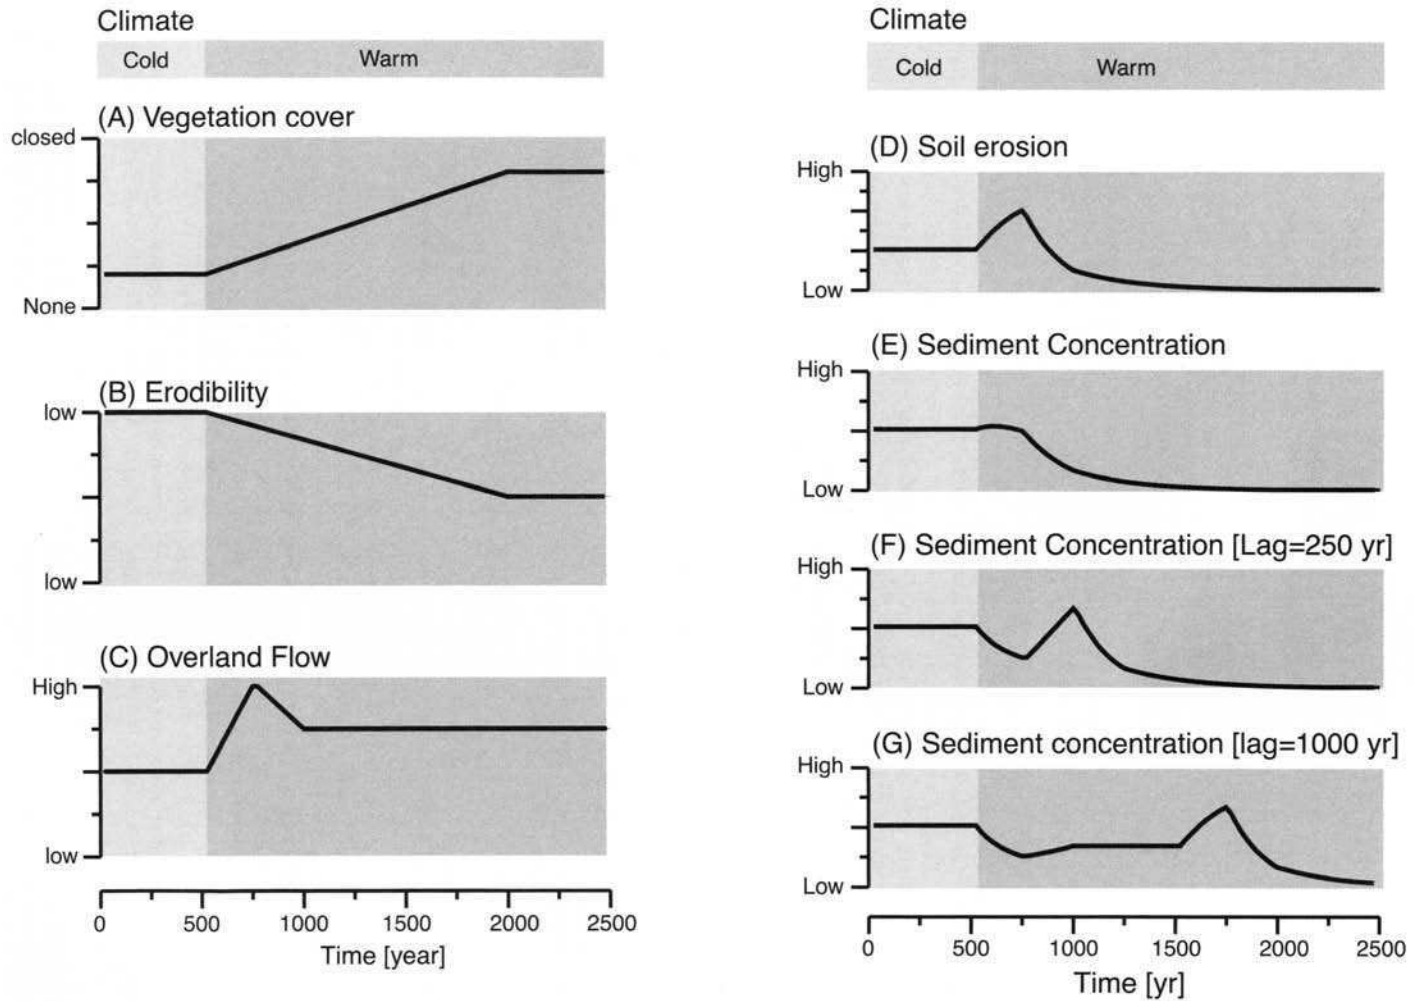 Climate
Cold Warm
(A) Vegetation cover
closed
None
(B) Erodibility
low
low
(C) Overland Flow
High
low
0 500 1000 1500 2000 2500
Time [year]
Climate
Cold Warm
(D) Soil erosion
High
Low
(E) Sediment Concentration
High
Low
(F) Sediment Concentration [Lag=250 yr]
High
Low
(G) Sediment concentration [lag=1000 yr]
High
Low
0 500 1000 1500 2000 2500
Time [yr]